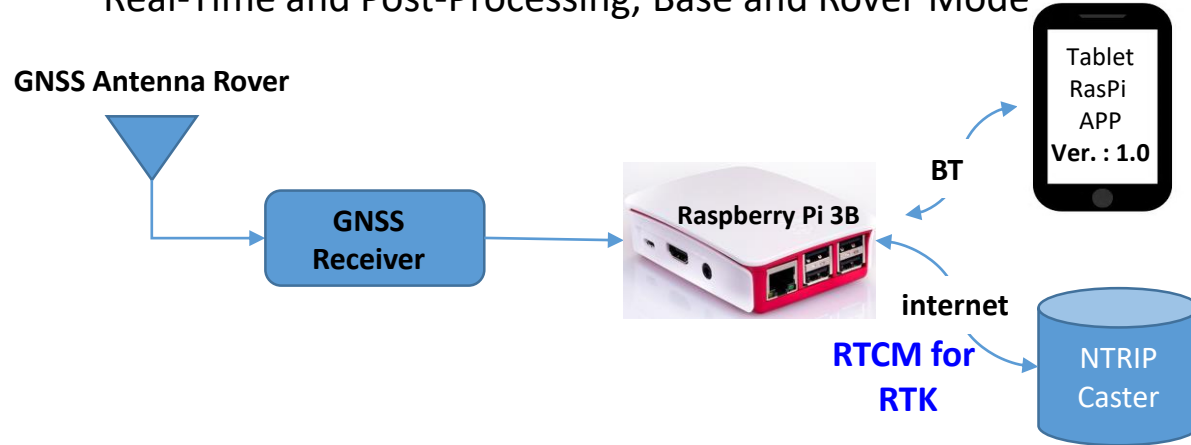 Real-Time and Post-Processing, Base and Rover Mode
GNSS Antenna Rover
GNSS
Receiver
Raspberry Pi 3B
BT
Tablet
RasPi
APP
Ver. : 1.0
internet
RTCM for
RTK
NTRIP
Caster